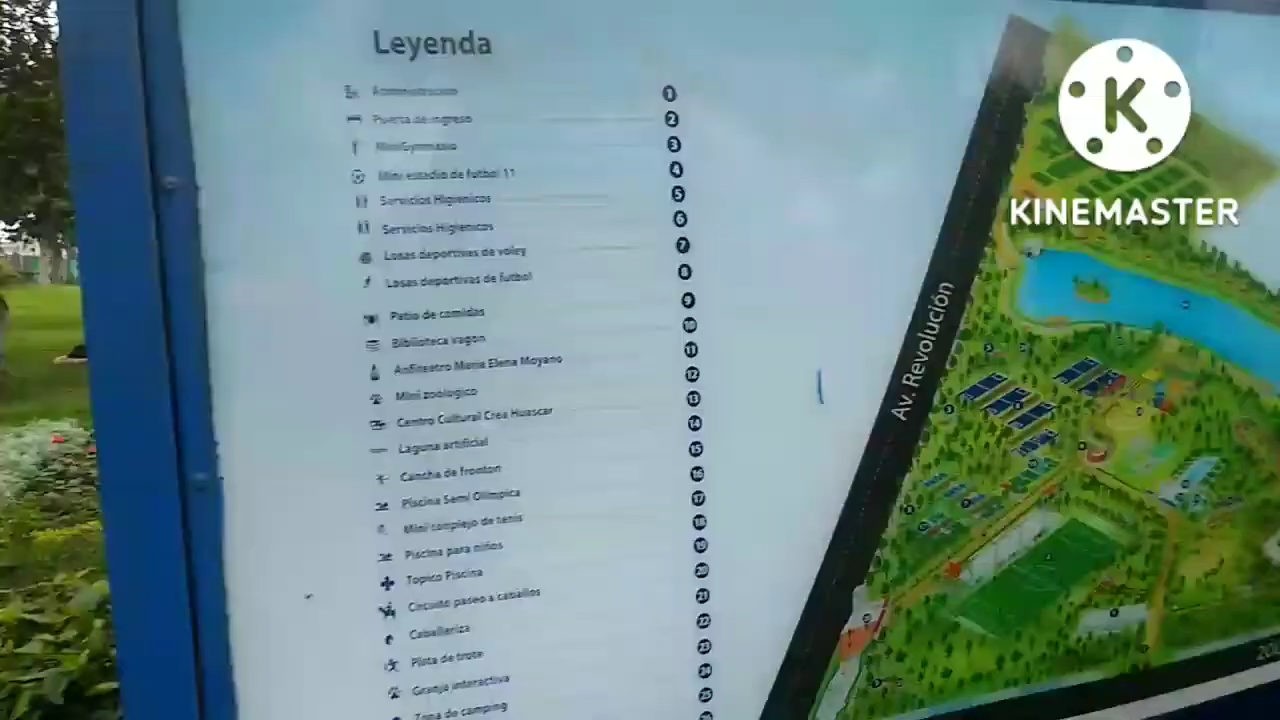 Leyenda
Administración 1
Puerta de ingreso 2
MiniGymnasio 3
Mini estadio de futbol 11 4
Servicios Higienicos 5
Servicios Higienicos 6
Losas deportivas de voley 7
Losas deportivas de futbol 8
Patio de comidas 9
Biblioteca vagon 10
Anfiteatro Maria Elena Moyano 11
Mini zoologico 12
Centro Cultural Crea Huascar 13
Laguna artificial 14
Cancha de fronton 15
Piscina Semi Olimpica 16
Mini complejo de tenis 17
Piscina para niños 18
Topico Piscina 19
Circuito paseo a caballos 20
Caballeriza 21
Pista de trote 22
Granja interactiva 23
Zona de camping 24
25
Av. Revolución
K
KINEMASTER